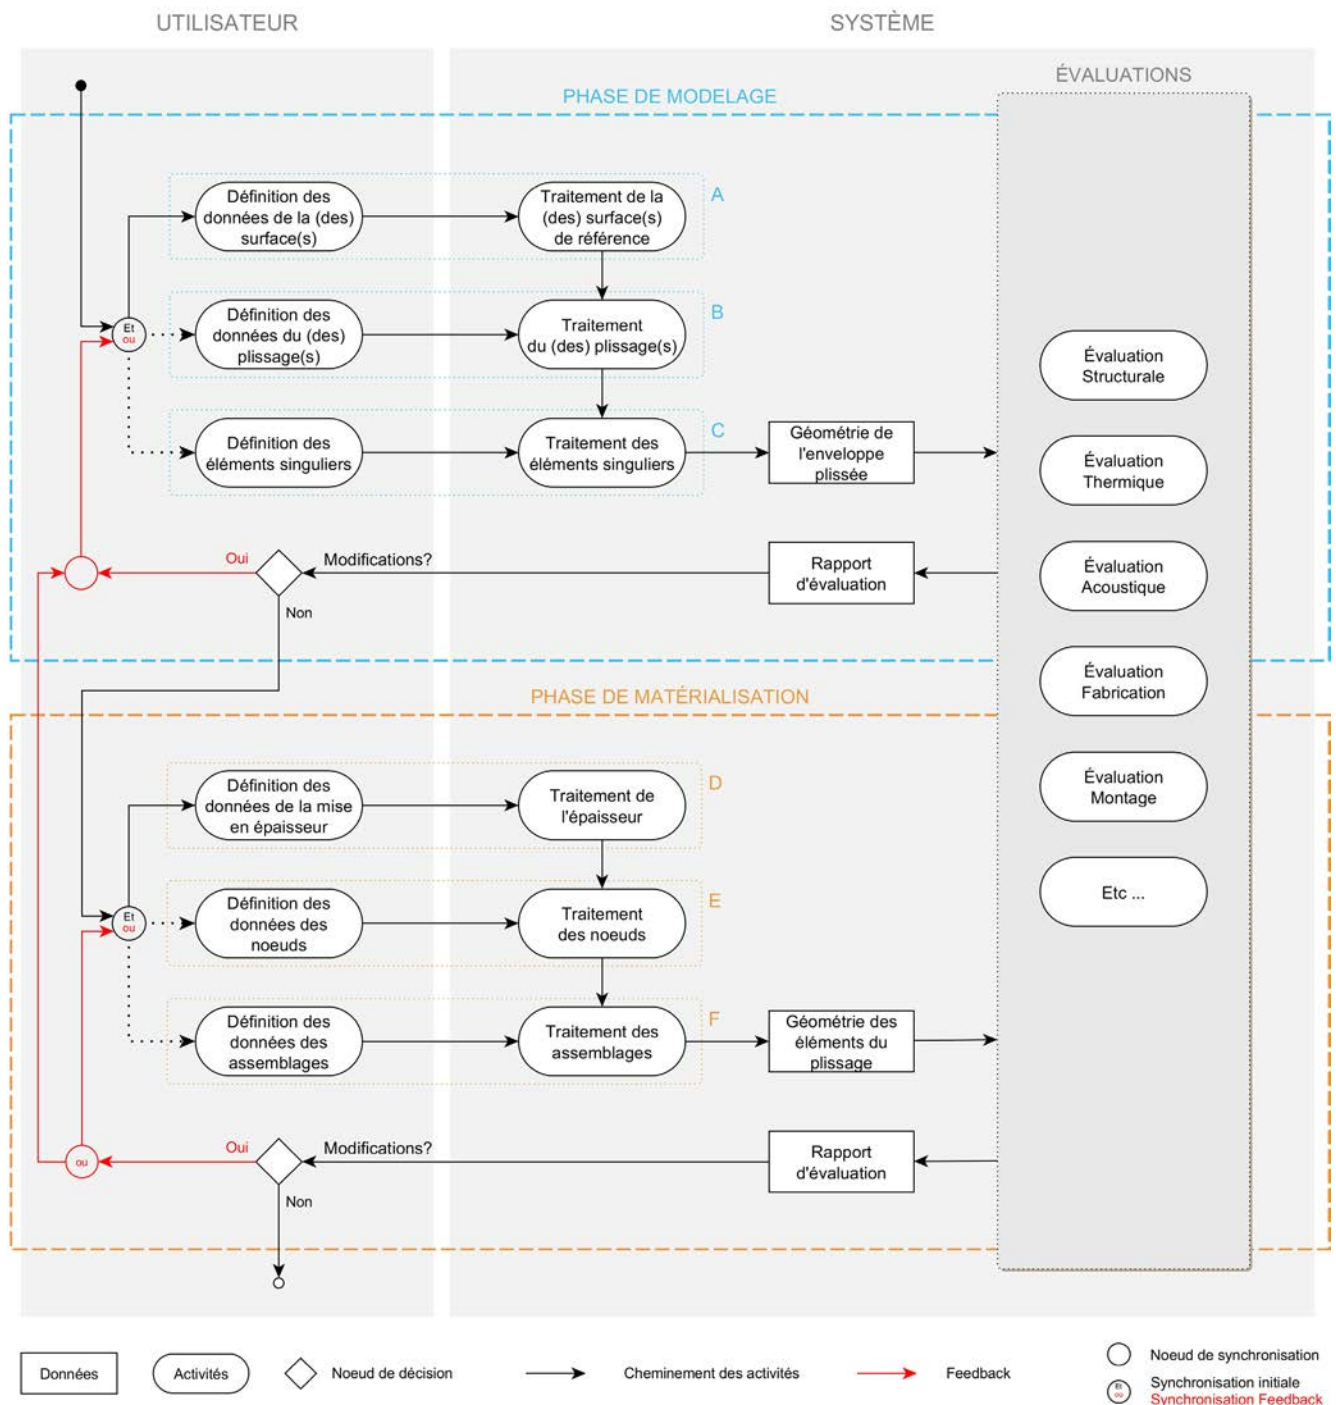 UTILISATEUR
SYSTÈME
ÉVALUATIONS
PHASE DE MODELAGE
A
Définition des
données de la (des)
surface(s)
Traitement de la
(des) surface(s)
de référence
B
Définition des
données du (des)
plissage(s)
Traitement
du (des) plissage(s)
Et
ou
C
Définition des
éléments singuliers
Traitement des
éléments singuliers
Géométrie de
l'enveloppe
plissée
Oui
Modifications?
Non
Rapport
d'évaluation
Évaluation
Structurale
Évaluation
Thermique
Évaluation
Acoustique
Évaluation
Fabrication
Évaluation
Montage
Etc ...
PHASE DE MATÉRIALISATION
D
Définition des
données de la mise
en épaisseur
Traitement de
l'épaisseur
E
Et
ou
Définition des
données des
noeuds
Traitement
des noeuds
F
Définition des
données des
assemblages
Traitement des
assemblages
Géométrie des
éléments du
plissage
ou
Oui
Modifications?
Non
Rapport
d'évaluation
Données
Activités
Noeud de décision
Cheminement des activités
Feedback
Noeud de synchronisation
Et
ou
Synchronisation initiale
Synchronisation Feedback